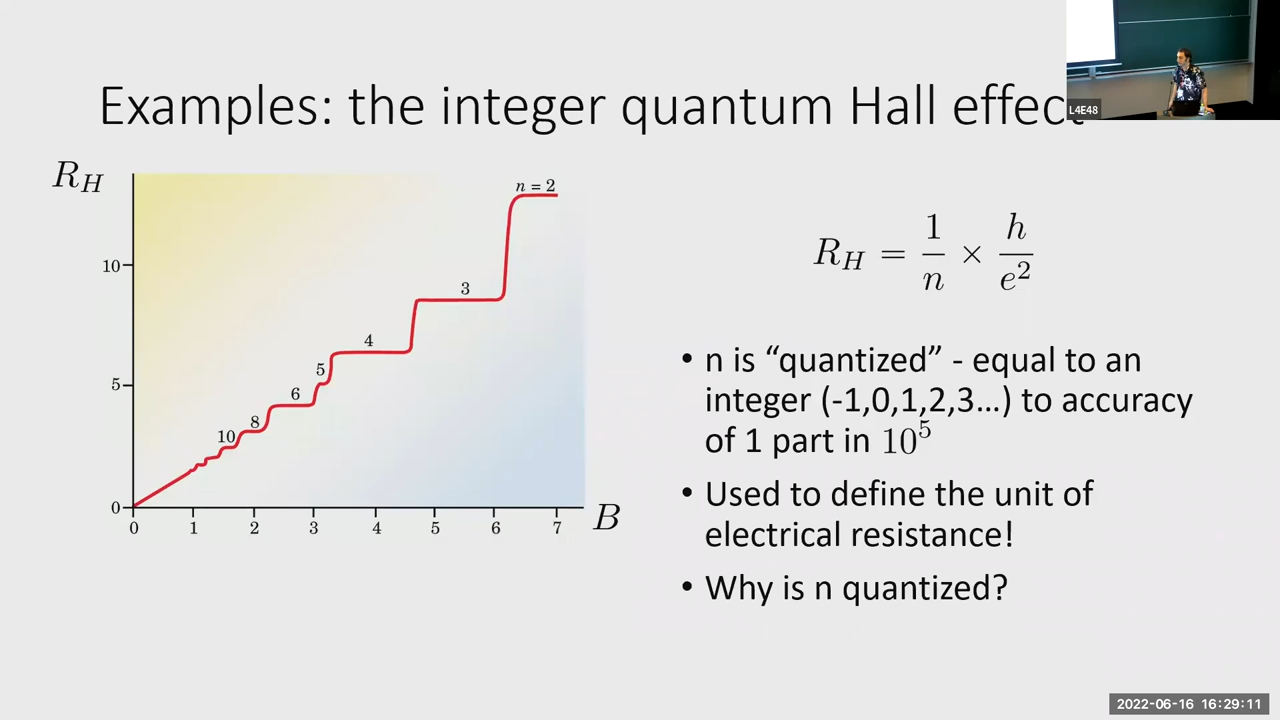 Examples: the integer quantum Hall effect
L4E48
R_H
n = 2
10
3
4
5
5
6
8
10
0
0 1 2 3 4 5 6 7
B
R_H = 1/n × h/e²
• n is “quantized” - equal to an
integer (-1,0,1,2,3…) to accuracy
of 1 part in 10⁵
• Used to define the unit of
electrical resistance!
• Why is n quantized?
2022-06-16 16:29:11